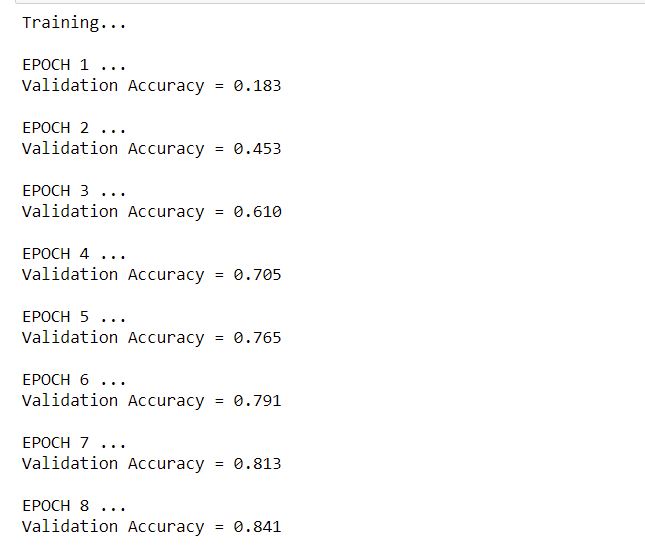 Training...
EPOCH 1 ...
Validation Accuracy = 0.183
EPOCH 2 ...
Validation Accuracy = 0.453
EPOCH 3 ...
Validation Accuracy = 0.610
EPOCH 4 ...
Validation Accuracy = 0.705
EPOCH 5 ...
Validation Accuracy = 0.765
EPOCH 6 ...
Validation Accuracy = 0.791
EPOCH 7 ...
Validation Accuracy = 0.813
EPOCH 8 ...
Validation Accuracy = 0.841